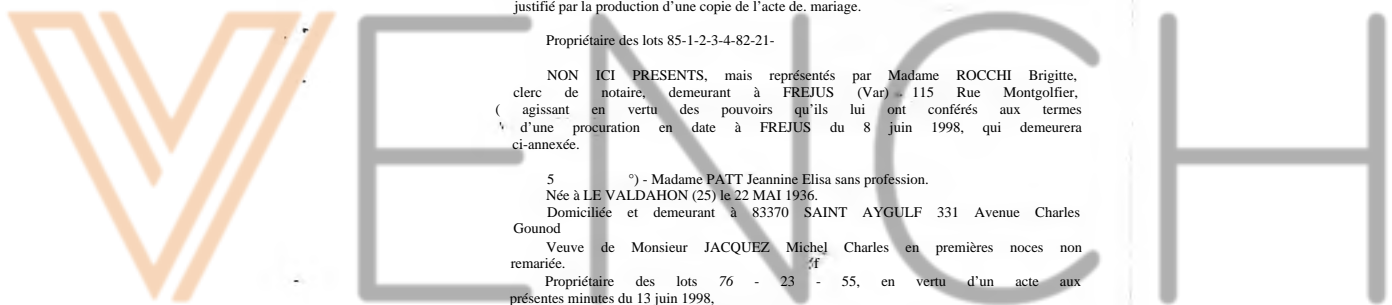 justifié par la production d'une copie de l'acte de. mariage.
Propriétaire des lots 85-1-2-3-4-82-21-
NON ICI PRESENTS, mais représentés par Madame ROCCHI Brigitte,
clerc de notaire, demeurant à FREJUS (Var) - 115 Rue Montgolfier,
( agissant en vertu des pouvoirs qu'ils lui ont conférés aux termes
d'une procuration en date à FREJUS du 8 juin 1998, qui demeurera
ci-annexée.
5 °) - Madame PATT Jeannine Elisa sans profession.
Née à LE VALDAHON (25) le 22 MAI 1936.
Domiciliée et demeurant à 83370 SAINT AYGULF 331 Avenue Charles
Gounod
Veuve de Monsieur JACQUEZ Michel Charles en premières noces non
remariée.
Propriétaire des lots 76 - 23 - 55, en vertu d'un acte aux
présentes minutes du 13 juin 1998,
VENCH